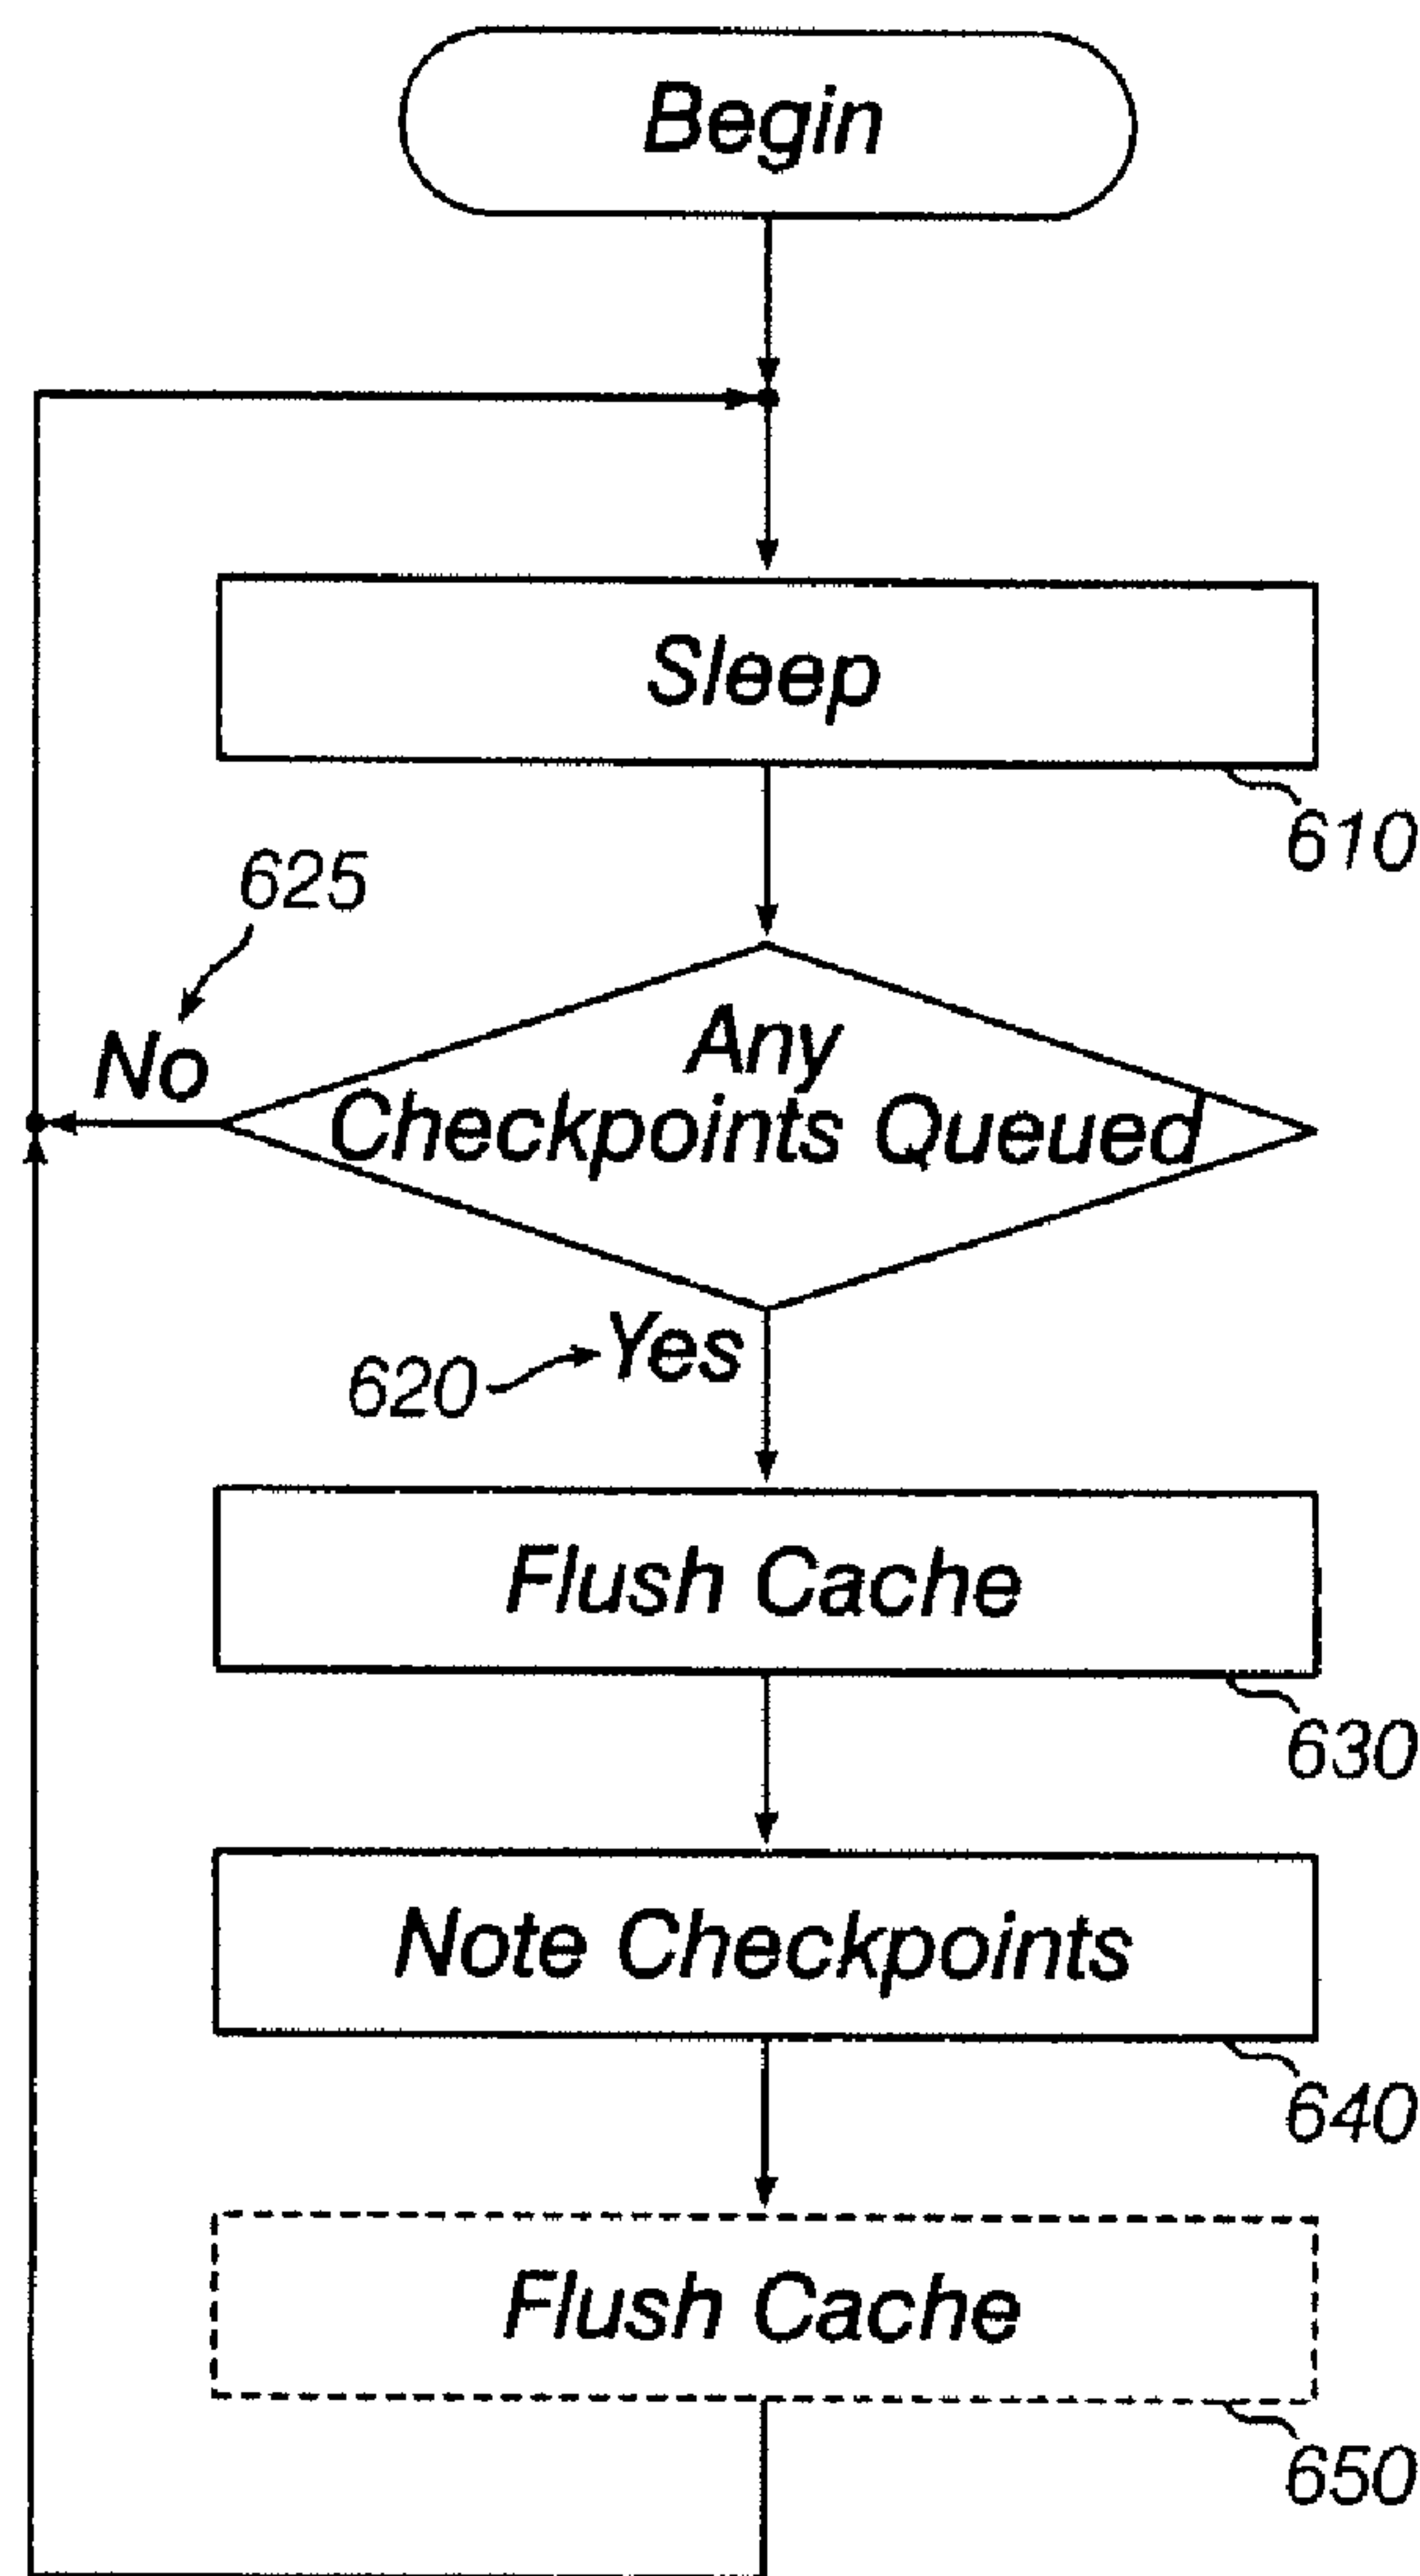 Begin
Sleep
610
625
No
Any
Checkpoints Queued
Yes
620
Flush Cache
630
Note Checkpoints
640
Flush Cache
650